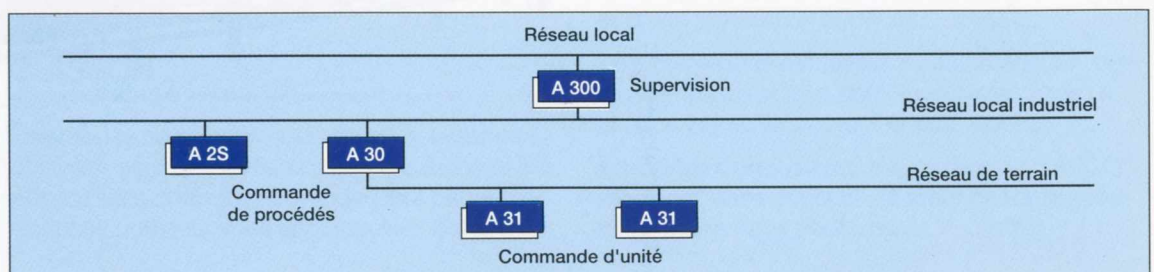 Réseau local
A 300
Supervision
Réseau local industriel
A 2S
A 30
Commande
de procédés
Réseau de terrain
A 31
A 31
Commande d'unité